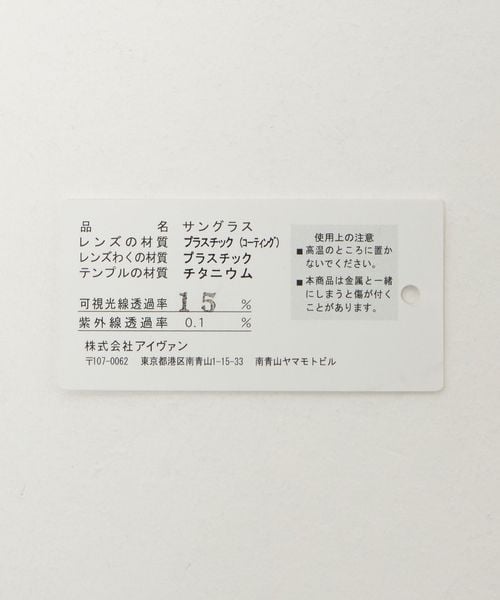 品名 サングラス
レンズの材質 プラスチック (コーティング)
レンズわくの材質 プラスチック
テンプルの材質 チタニウム
可視光線透過率 15 %
紫外線透過率 0.1 %
株式会社アイヴァン
〒107-0062 東京都港区南青山1-15-33 南青山ヤマモトビル
使用上の注意
■高温のところに置か
ないでください。
■本商品は金属と一緒
にしまうと傷が付く
ことがあります。